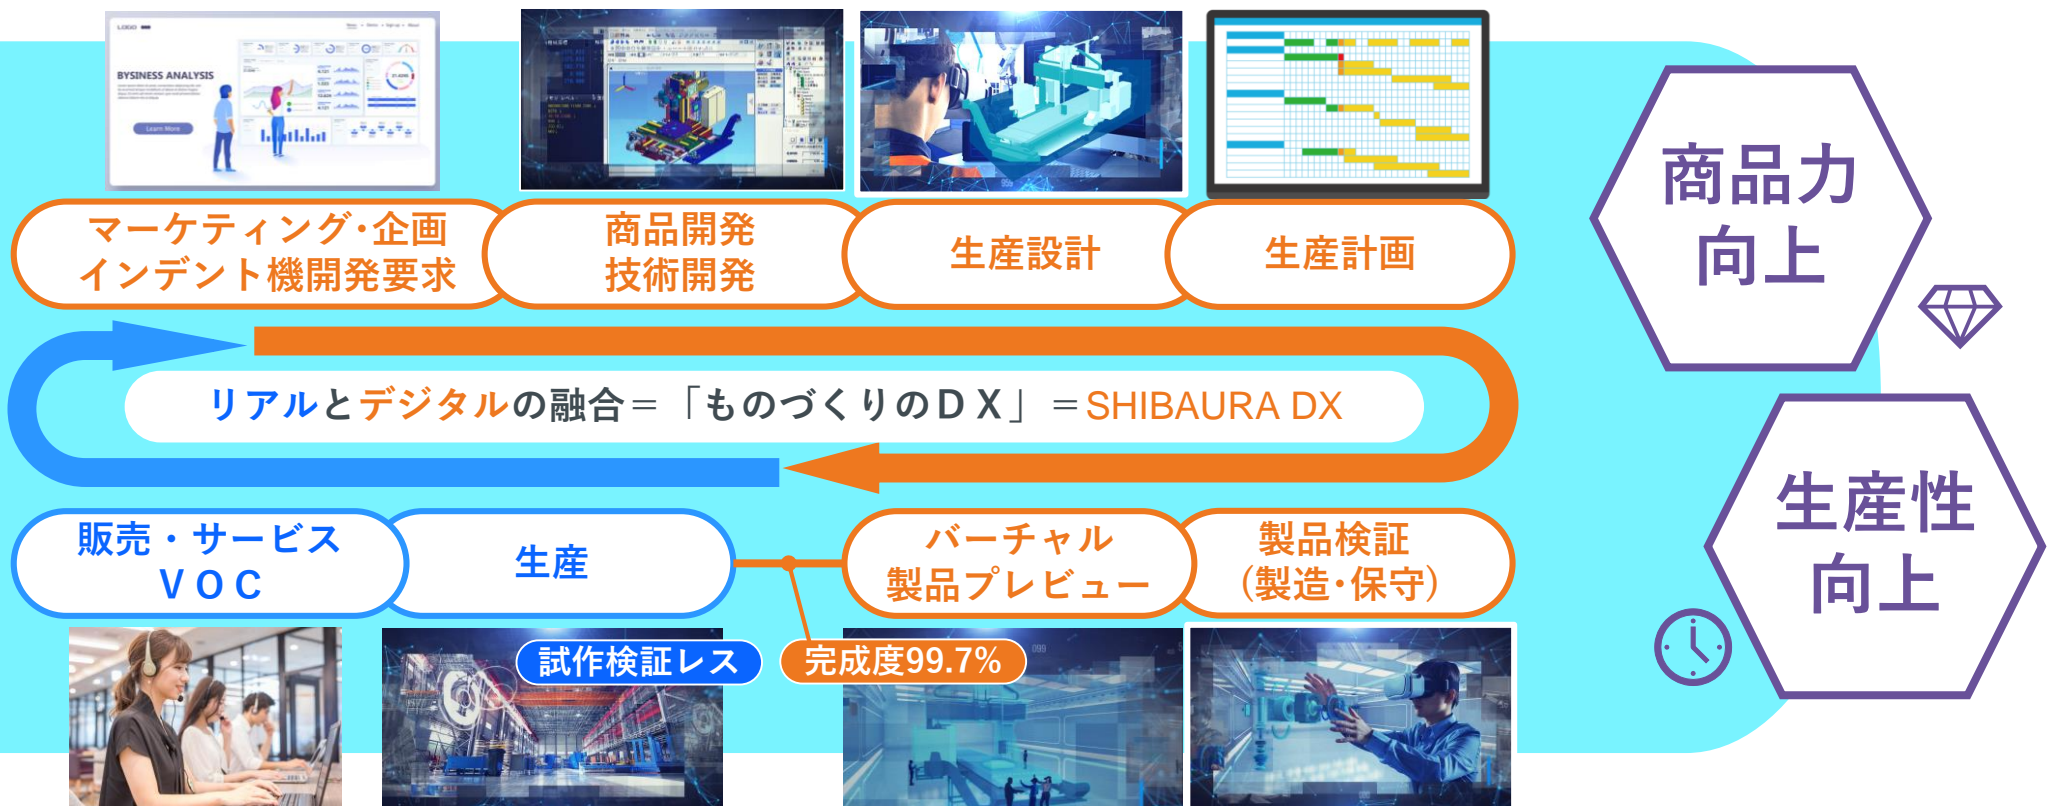 LOGO
BYSINESS ANALYSIS
Learn More
マーケティング・企画
インデント機開発要求
商品開発
技術開発
生産設計
生産計画
商品力
向上
リアルとデジタルの融合＝「ものづくりのＤＸ」＝SHIBAURA DX
生産性
向上
販売・サービス
ＶＯＣ
生産
バーチャル
製品プレビュー
製品検証
(製造・保守)
試作検証レス
完成度99.7%